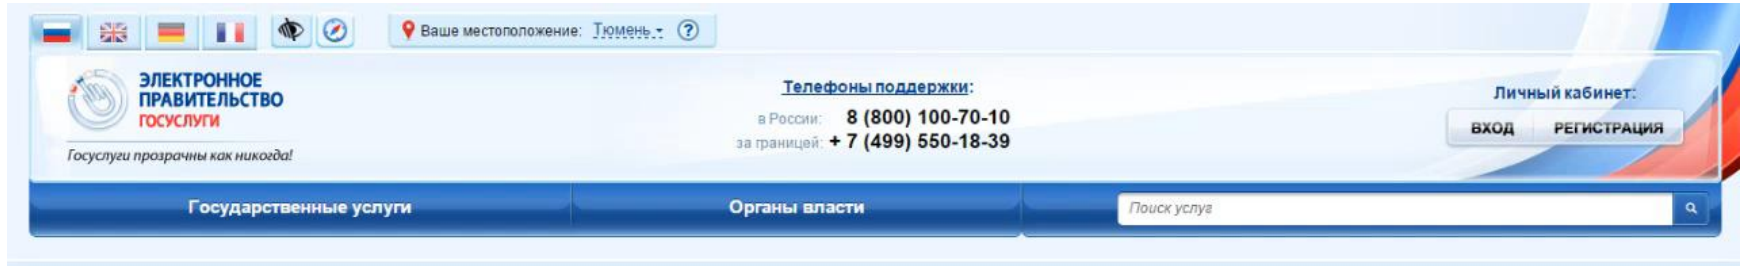 Ваше местоположение: Тюмень ?
ЭЛЕКТРОННОЕ
ПРАВИТЕЛЬСТВО
ГОСУСЛУГИ
Госуслуги прозрачны как никогда!
Телефоны поддержки:
в России: 8 (800) 100-70-10
за границей: + 7 (499) 550-18-39
Личный кабинет:
ВХОД РЕГИСТРАЦИЯ
Государственные услуги Органы власти Поиск услуг